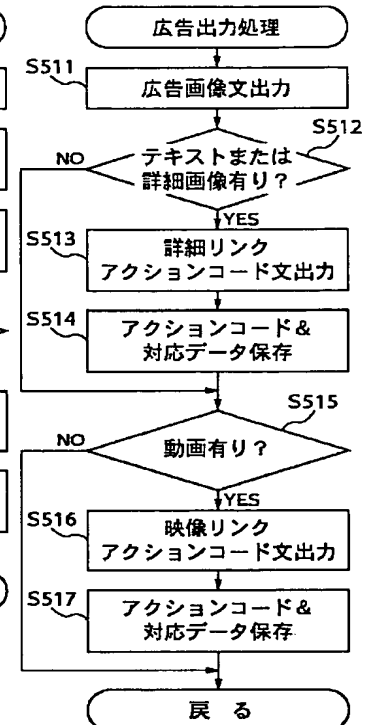 広告出力処理
S511
広告画像文出力
S512
テキストまたは
詳細画像有り？
NO
YES
S513
詳細リンク
アクションコード文出力
S514
アクションコード&
対応データ保存
S515
動画有り？
NO
YES
S516
映像リンク
アクションコード文出力
S517
アクションコード&
対応データ保存
戻る